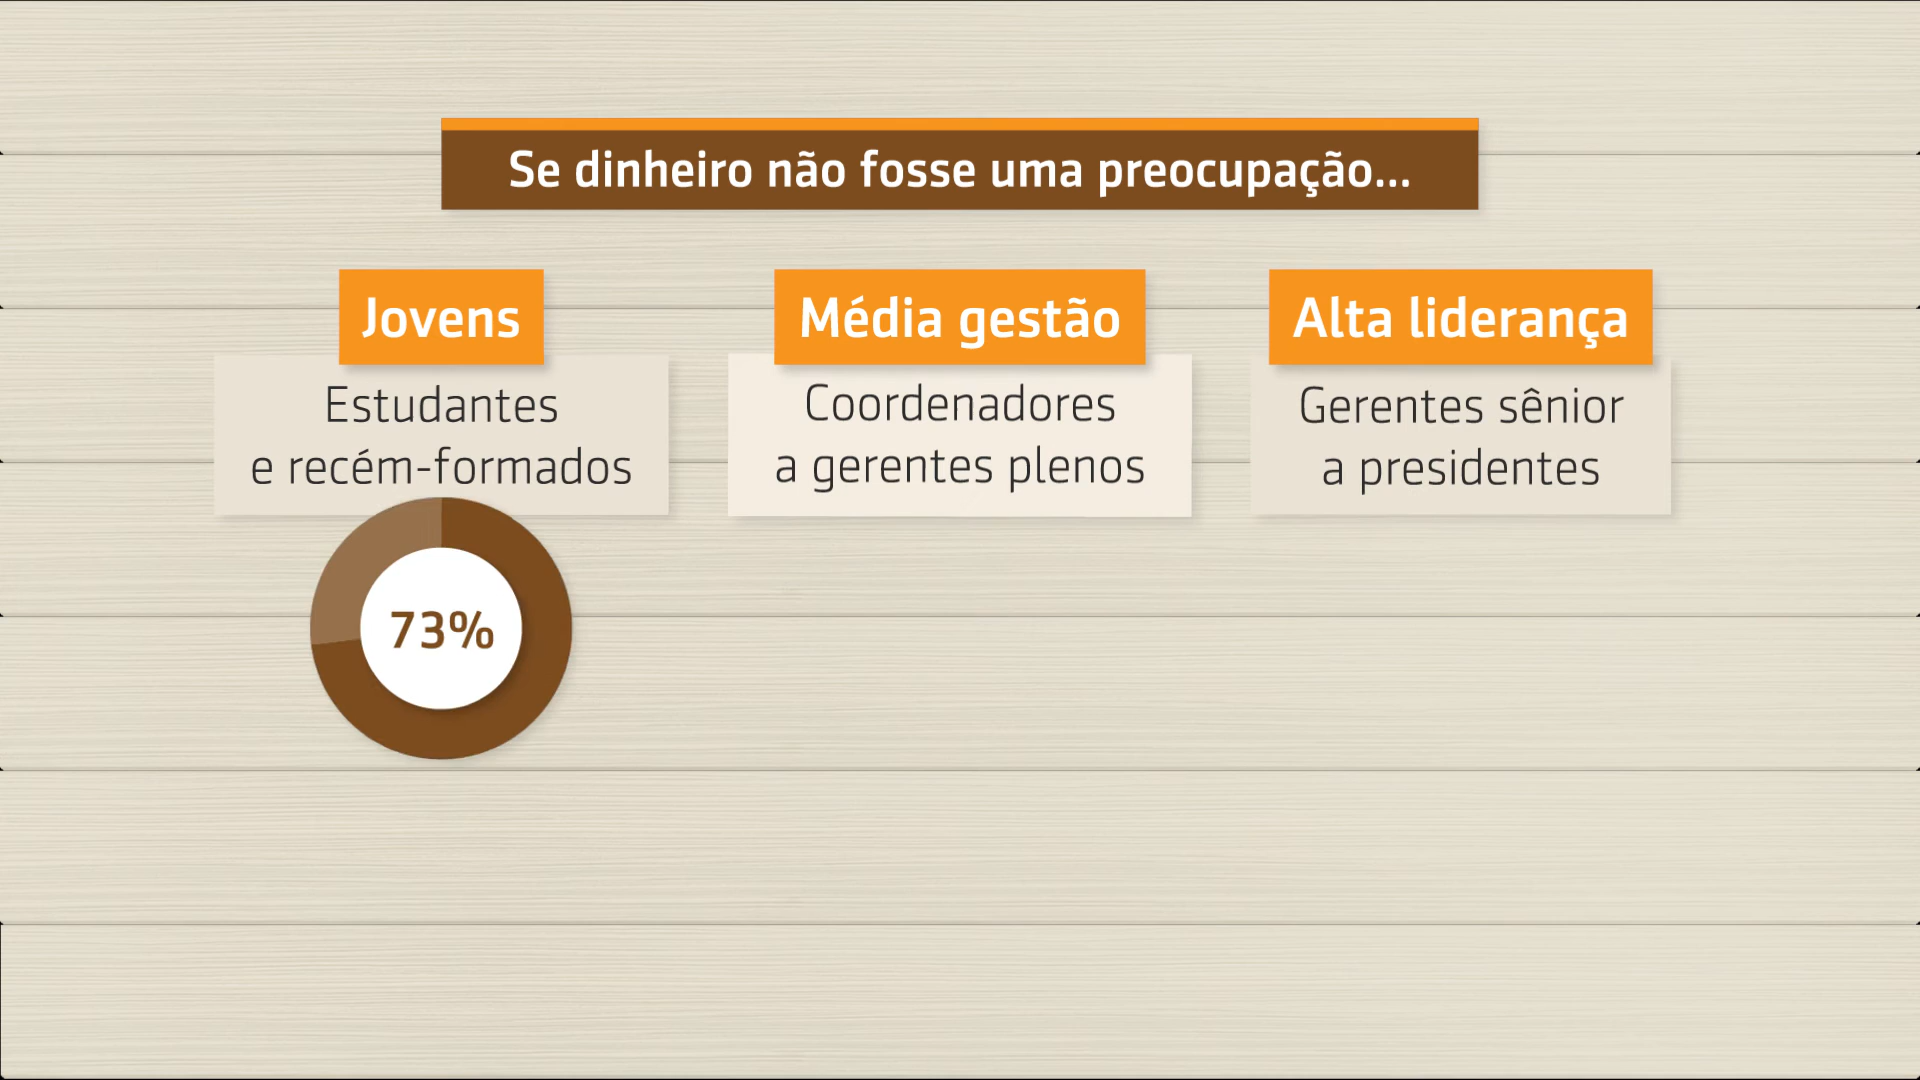 Se dinheiro não fosse uma preocupação...
Jovens
Estudantes
e recém-formados
73%
Média gestão
Coordenadores
a gerentes plenos
Alta liderança
Gerentes sênior
a presidentes